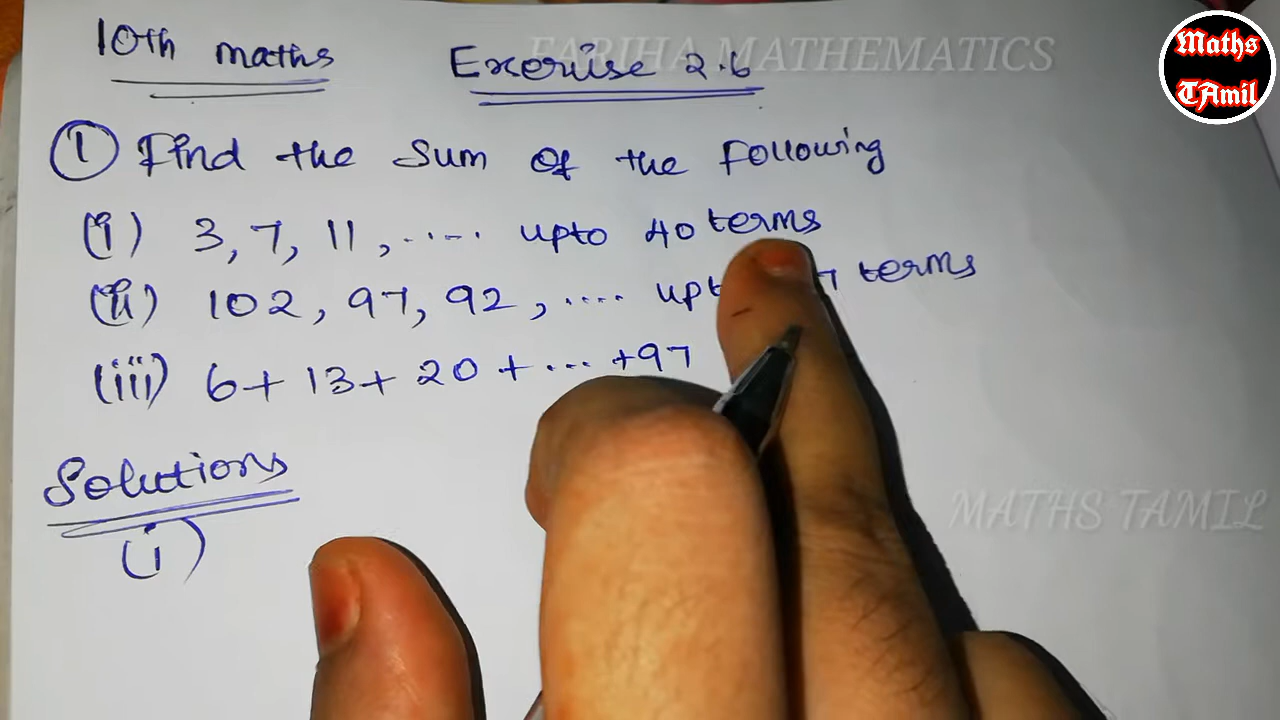 10th maths Exercise 2.6
FARIHA MATHEMATICS
Maths
TAmil
① Find the Sum of the Following
(i) 3, 7, 11, ..... upto 40 terms
(ii) 102, 97, 92, .... terms
(iii) 6+ 13+ 20 + ... +97
Solutions
(i)
MATHS TAMIL